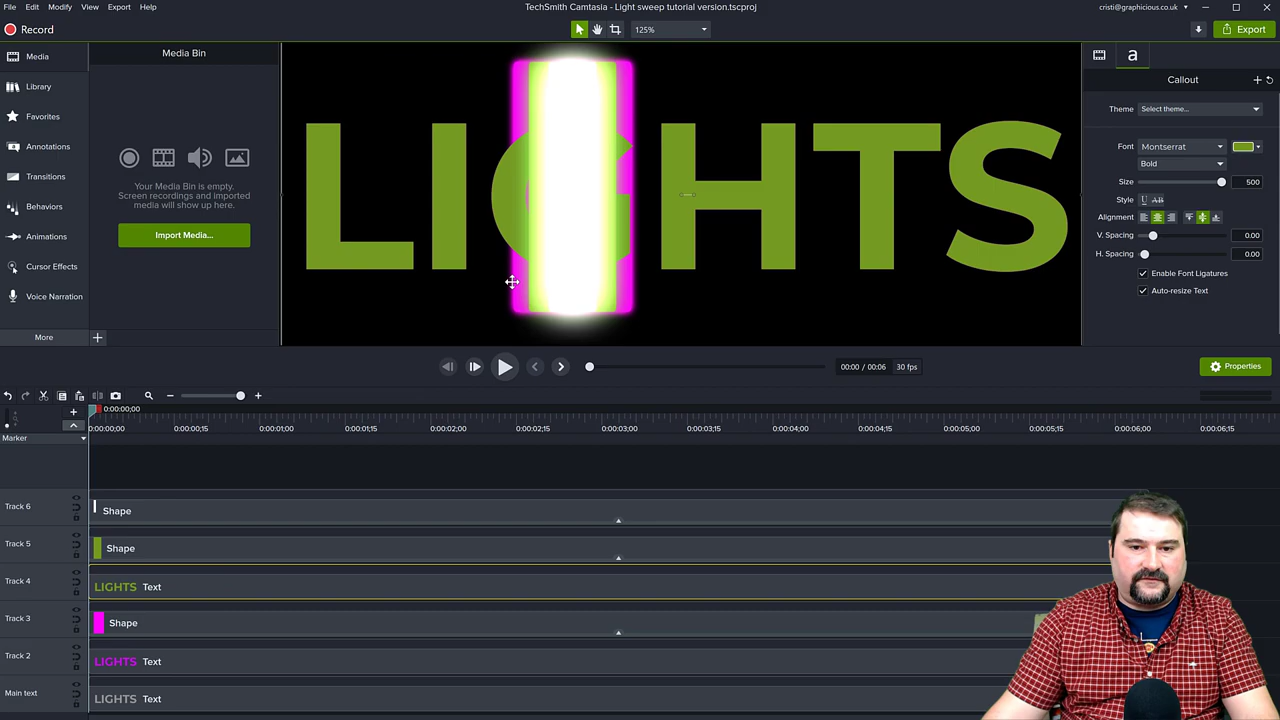 File Edit Modify View Export Help
TechSmith Camtasia - Light sweep tutorial version.tscproj
cristi@graphicious.co.uk
Record
125%
Export
Media
Library
Favorites
Annotations
Transitions
Behaviors
Animations
Cursor Effects
Voice Narration
More
Media Bin
Your Media Bin is empty.
Screen recordings and imported
media will show up here.
Import Media...
LIGHTS
a
Callout
Theme Select theme...
Font Montserrat
Bold
Size 500
Style U AB
Alignment
V. Spacing 0.00
H. Spacing 0.00
Enable Font Ligatures
Auto-resize Text
00:00 / 00:06 30 fps
Properties
0:00:00;00
Marker
0:00:00;00 0:00:00;15 0:00:01;00 0:00:01;15 0:00:02;00 0:00:02;15 0:00:03;00 0:00:03;15 0:00:04;00 0:00:04;15 0:00:05;00 0:00:05;15 0:00:06;00 0:00:06;15
Track 6 Shape
Track 5 Shape
Track 4 LIGHTS Text
Track 3 Shape
Track 2 LIGHTS Text
Main text LIGHTS Text